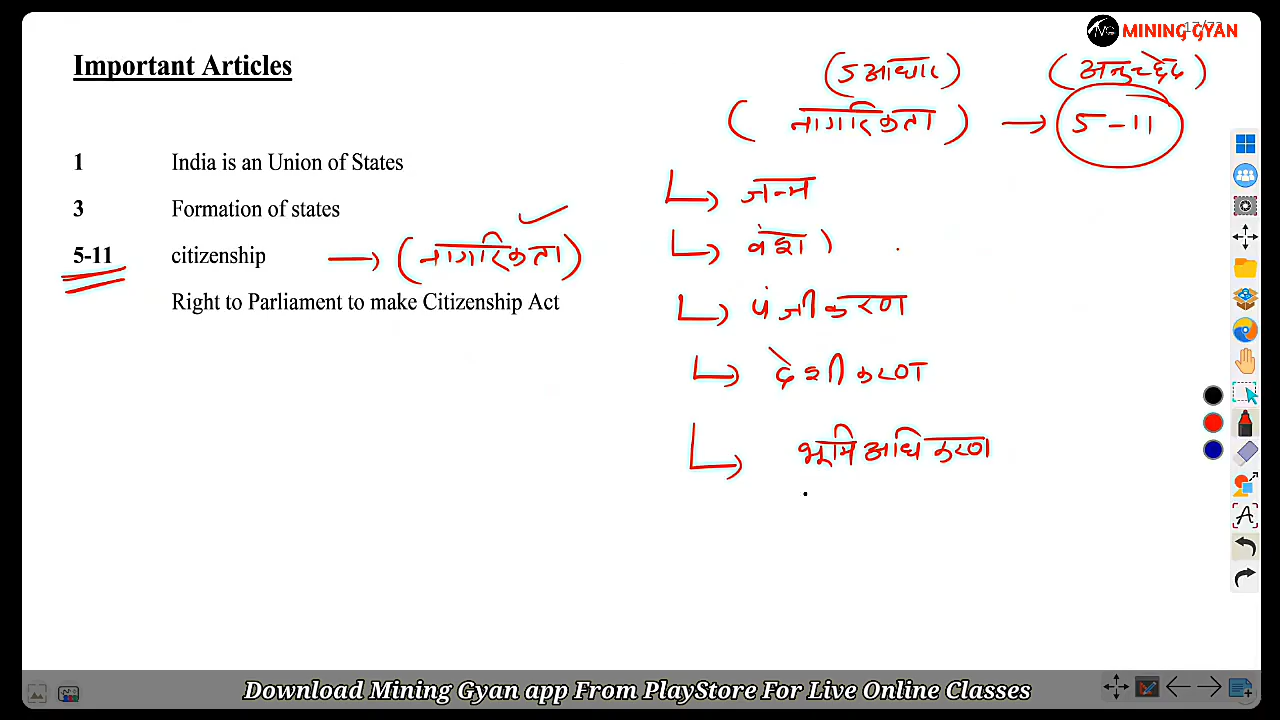 17/77
MINING GYAN
Important Articles
(5 आधार) (अनुच्छेद)
(नागरिकता) → 5-11
1 India is an Union of States
जन्म
3 Formation of states
वंश)
5-11 citizenship → (नागरिकता)
Right to Parliament to make Citizenship Act
पंजीकरण
देशीकरण
भूमि अधिकरण
A
Download Mining Gyan app From PlayStore For Live Online Classes